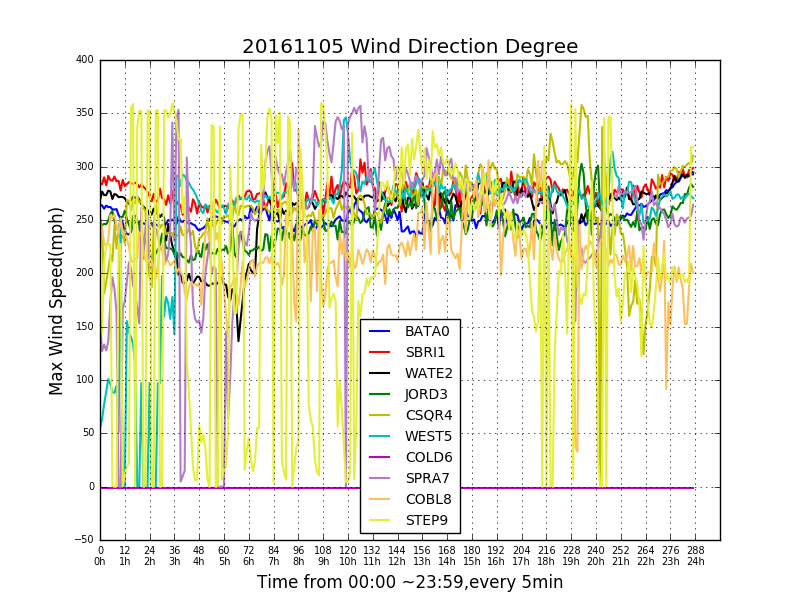 20161105 Wind Direction Degree
Max Wind Speed(mph)
400
350
300
250
200
150
100
50
0
−50
BATA0
SBRI1
WATE2
JORD3
CSQR4
WEST5
COLD6
SPRA7
COBL8
STEP9
0 12 24 36 48 60 72 84 96 108 120 132 144 156 168 180 192 204 216 228 240 252 264 276 288
0h 1h 2h 3h 4h 5h 6h 7h 8h 9h 10h 11h 12h 13h 14h 15h 16h 17h 18h 19h 20h 21h 22h 23h 24h
Time from 00:00 ~23:59,every 5min